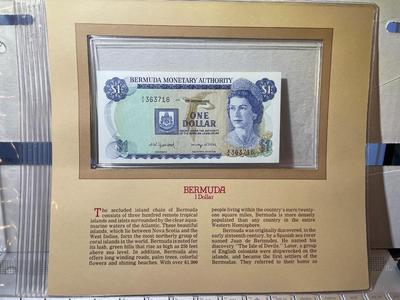 $1
$1
BERMUDA MONETARY AUTHORITY
363716
ONE
DOLLAR
363716
BERMUDA
1 Dollar
The secluded island chain of Bermuda
consists of three hundred remote tropical
islands and islets surrounded by the clear aqua-
marine waters of the Atlantic. These beautiful
islands, which lie between Nova Scotia and the
West Indies, form the most northerly group of
coral islands in the world. Bermuda is noted for
its lush, green hills that rise as high as 250 feet
above sea level. In addition, Bermuda also
offers long winding roads, palm trees, colorful
flowers and shining beaches. With over 61,000
people living within the country's mere twenty-
one square miles, Bermuda is more densely
populated than any country in the entire
Western Hemisphere.
Bermuda was originally discovered, in the
early sixteenth century, by a Spanish sea rover
named Juan de Bermudez. He named his
discovery "The Isle of Devils." Later, a group
of English colonists were shipwrecked on the
islands, and became the first settlers of the
Bermudas. They referred to their home as